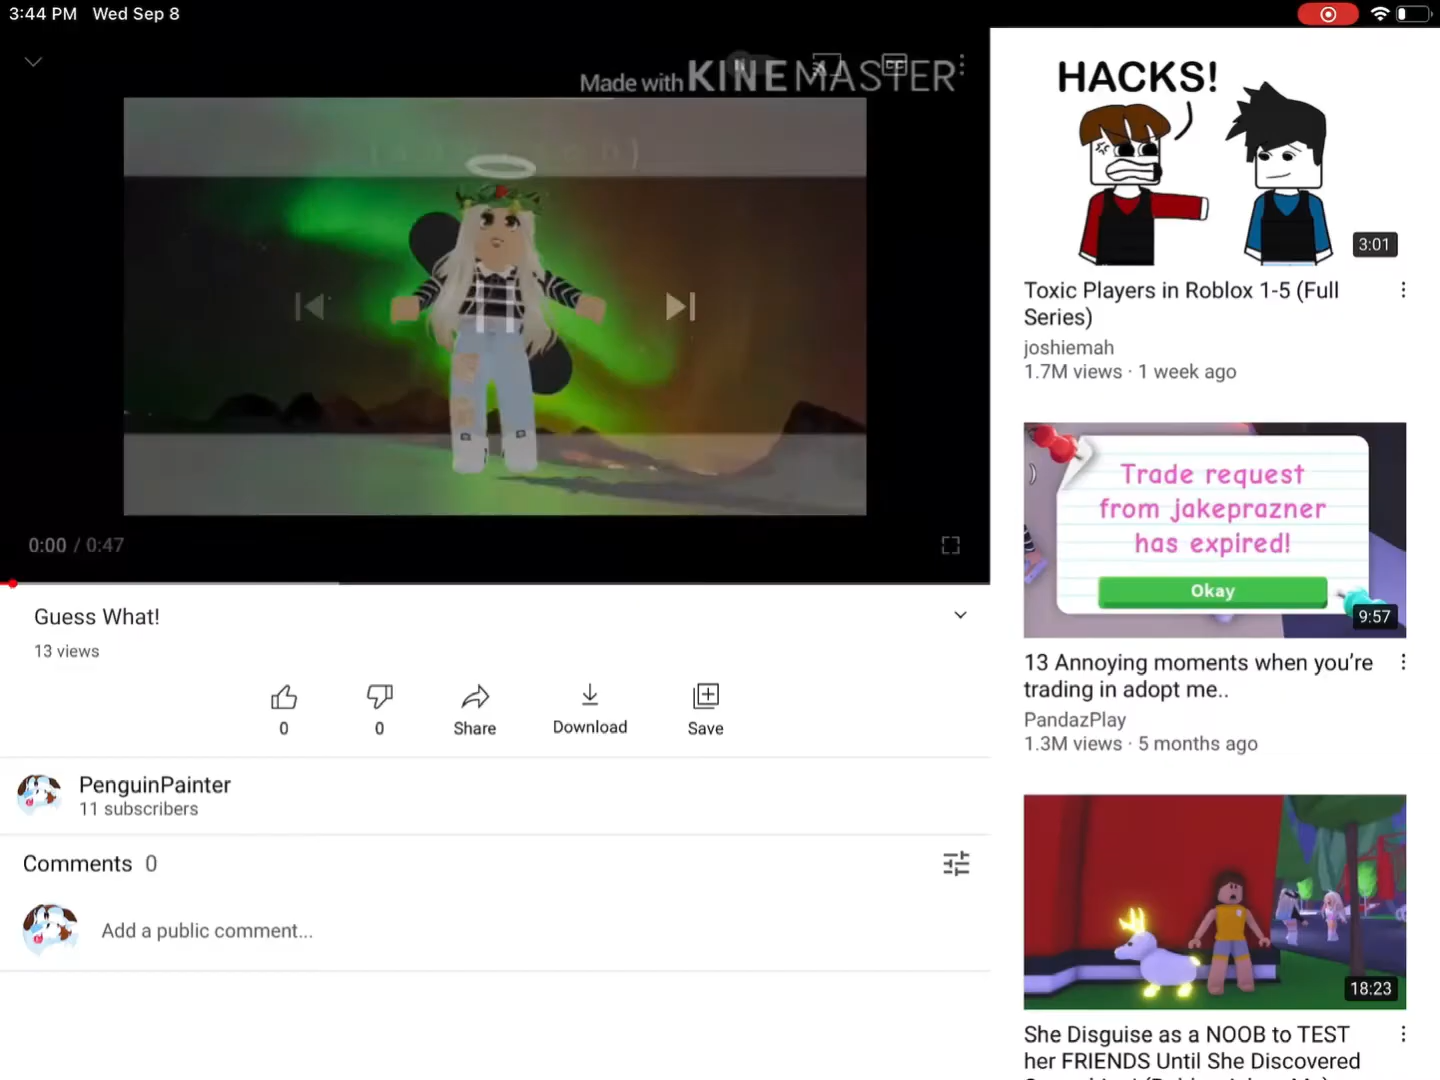 3:44 PM Wed Sep 8
Made with KINEMASTER
CC
0:00 / 0:47
Guess What!
13 views
0
0
Share
Download
Save
PenguinPainter
11 subscribers
Comments 0
Add a public comment...
HACKS!
3:01
Toxic Players in Roblox 1-5 (Full
Series)
joshiemah
1.7M views · 1 week ago
Trade request
from jakeprazner
has expired!
Okay
9:57
13 Annoying moments when you’re
trading in adopt me..
PandazPlay
1.3M views · 5 months ago
18:23
She Disguise as a NOOB to TEST
her FRIENDS Until She Discovered